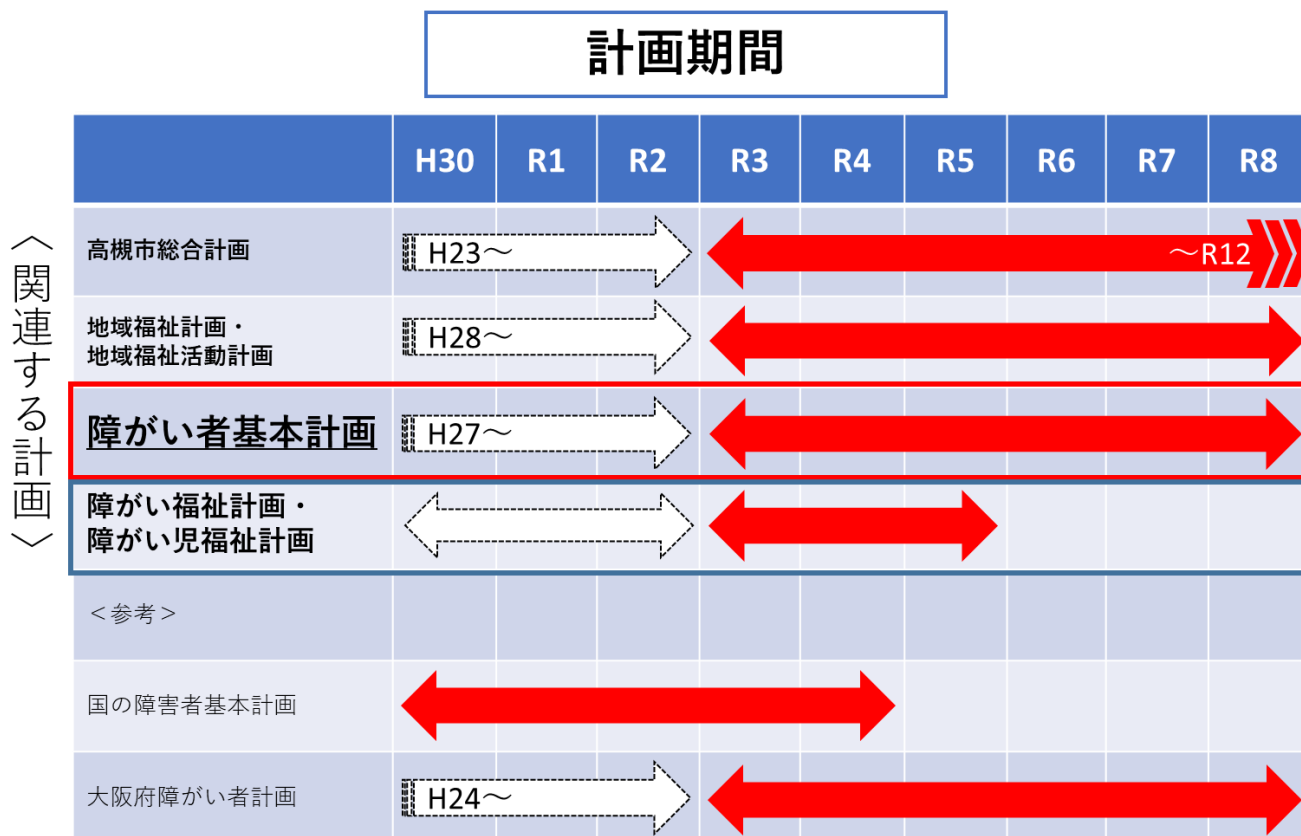 計画期間
〈関連する計画〉
H30 R1 R2 R3 R4 R5 R6 R7 R8
高槻市総合計画 H23～ ～R12
地域福祉計画・
地域福祉活動計画 H28～
障がい者基本計画 H27～
障がい福祉計画・
障がい児福祉計画
＜参考＞
国の障害者基本計画
大阪府障がい者計画 H24～